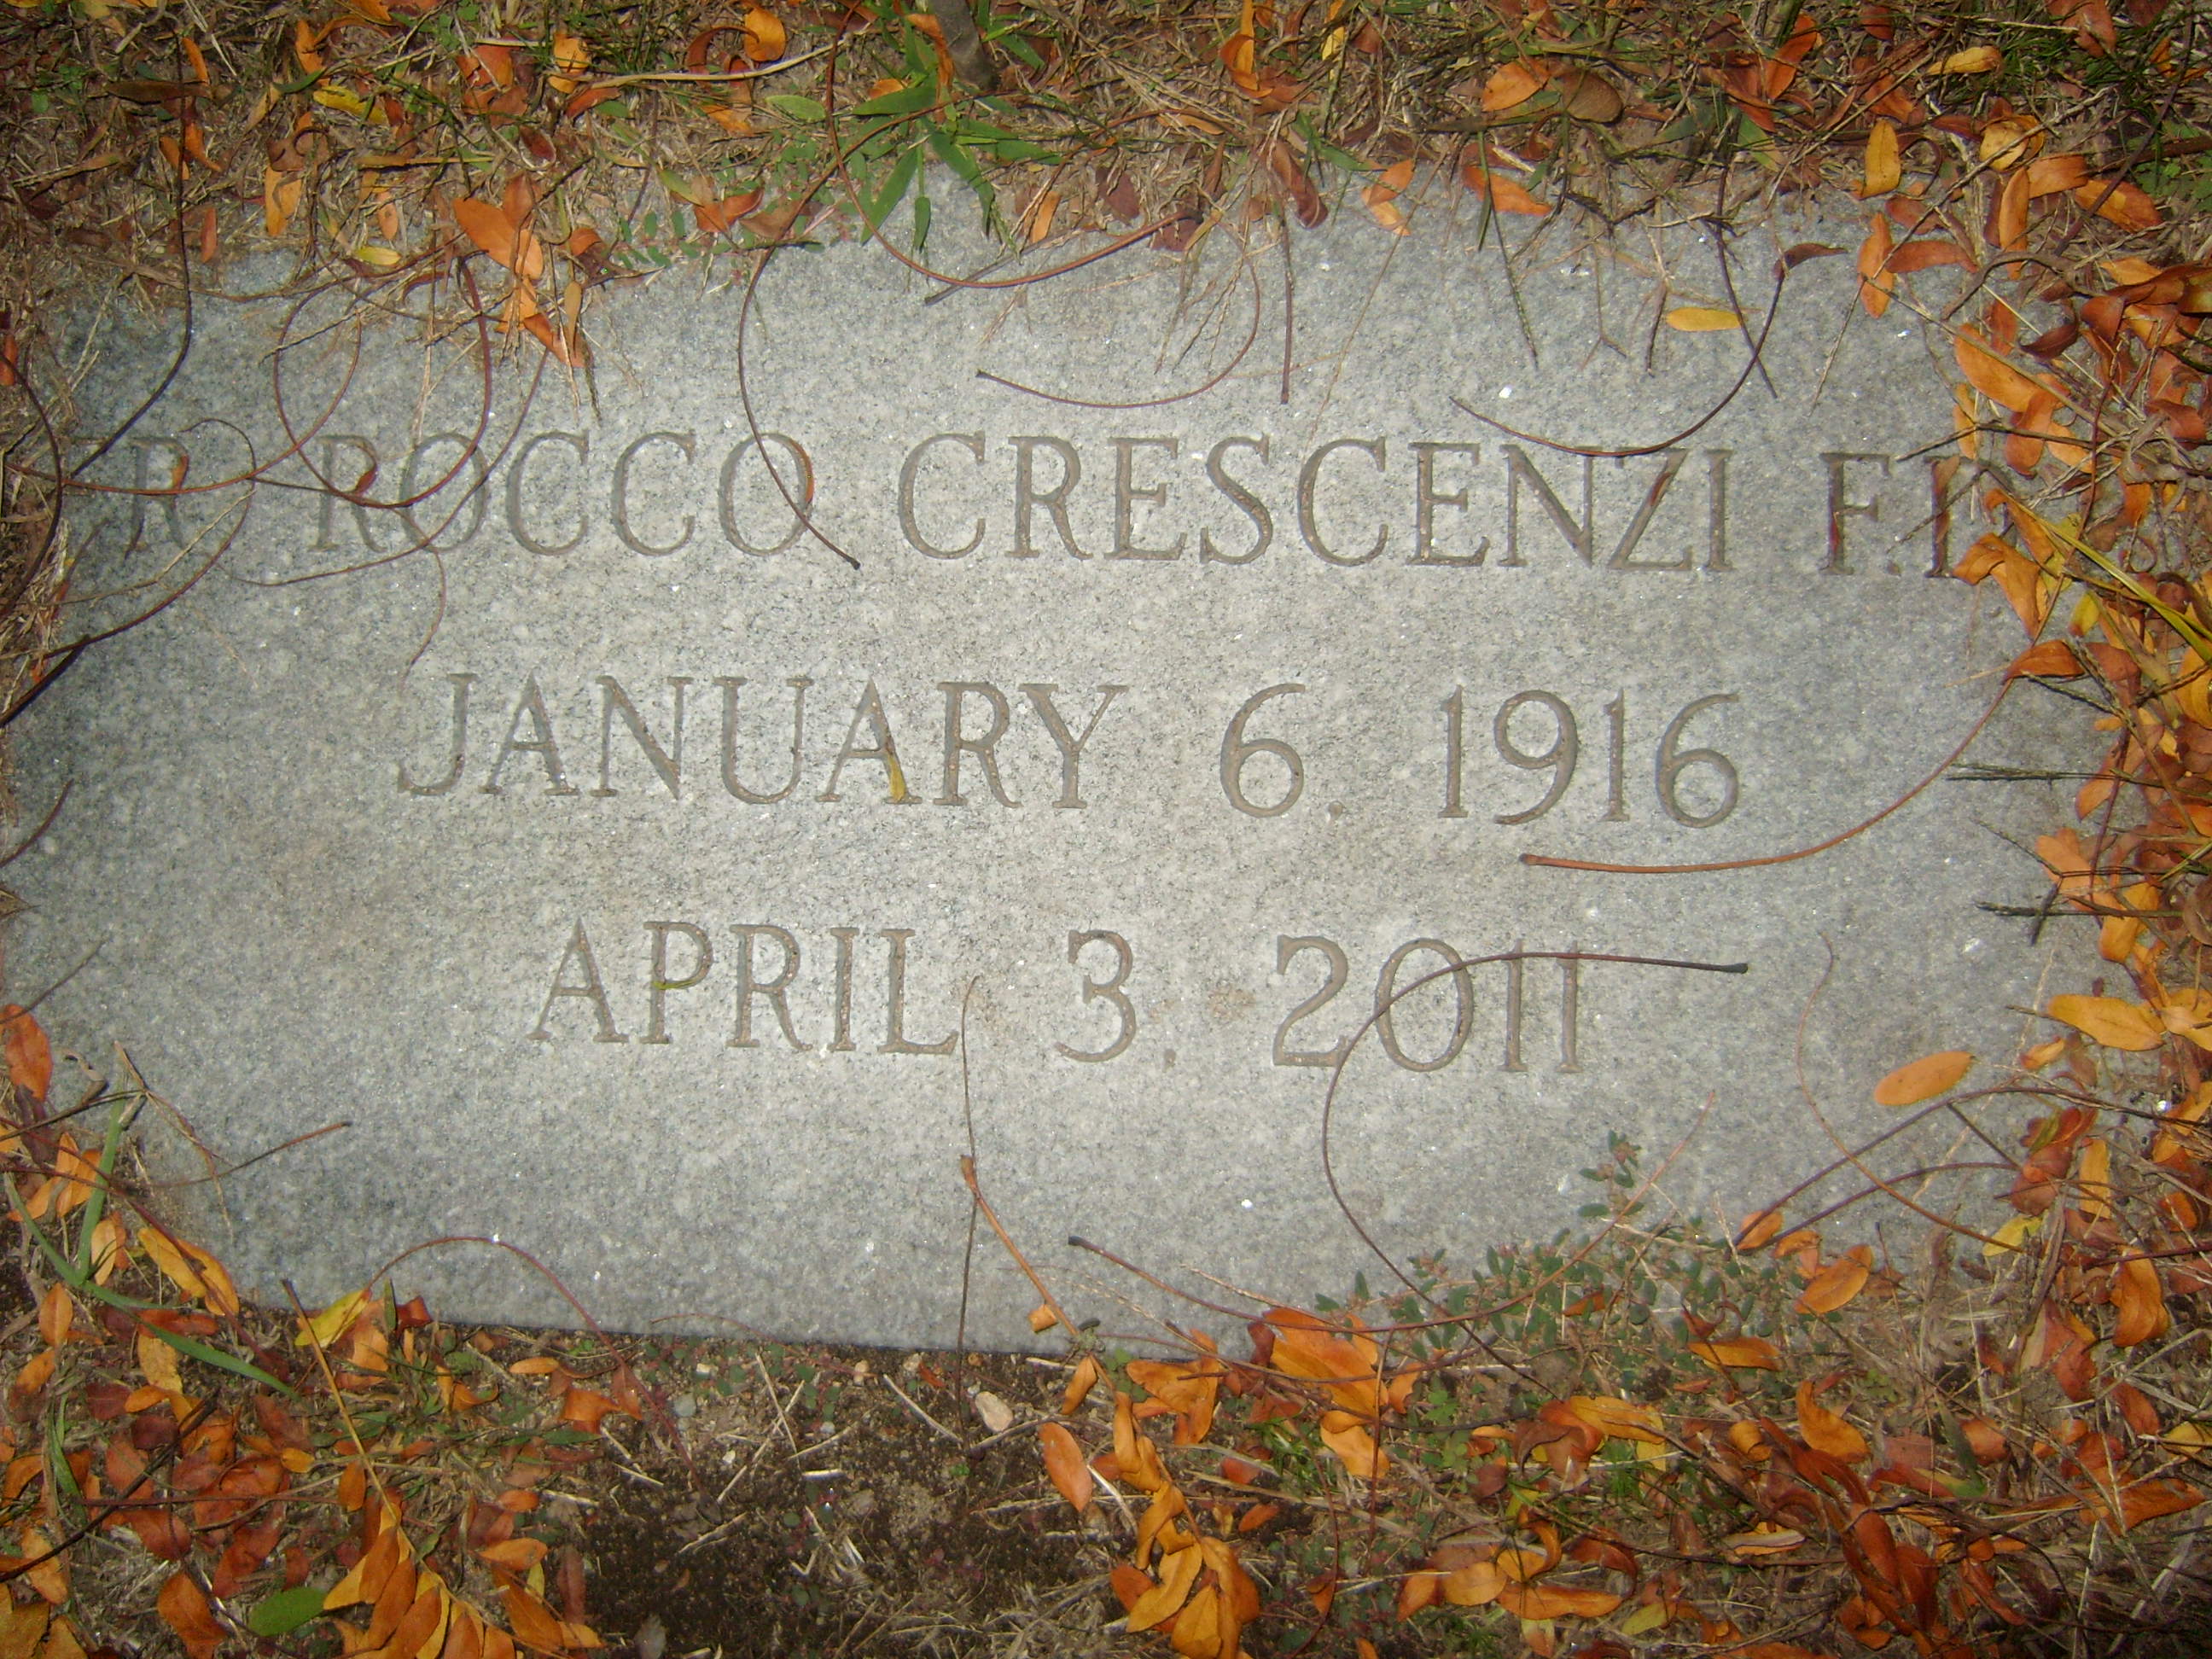 R ROCCO CRESCENZI F.
JANUARY 6, 1916
APRIL 3, 2011